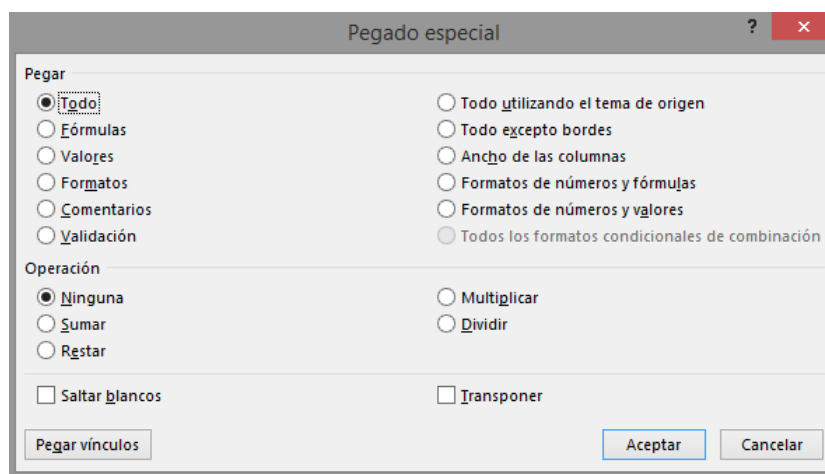 Pegado especial
?
Pegar
Todo
Todo utilizando el tema de origen
Fórmulas
Todo excepto bordes
Valores
Ancho de las columnas
Formatos
Formatos de números y fórmulas
Comentarios
Formatos de números y valores
Validación
Todos los formatos condicionales de combinación
Operación
Ninguna
Multiplicar
Sumar
Dividir
Restar
Saltar blancos
Transponer
Pegar vínculos
Aceptar
Cancelar